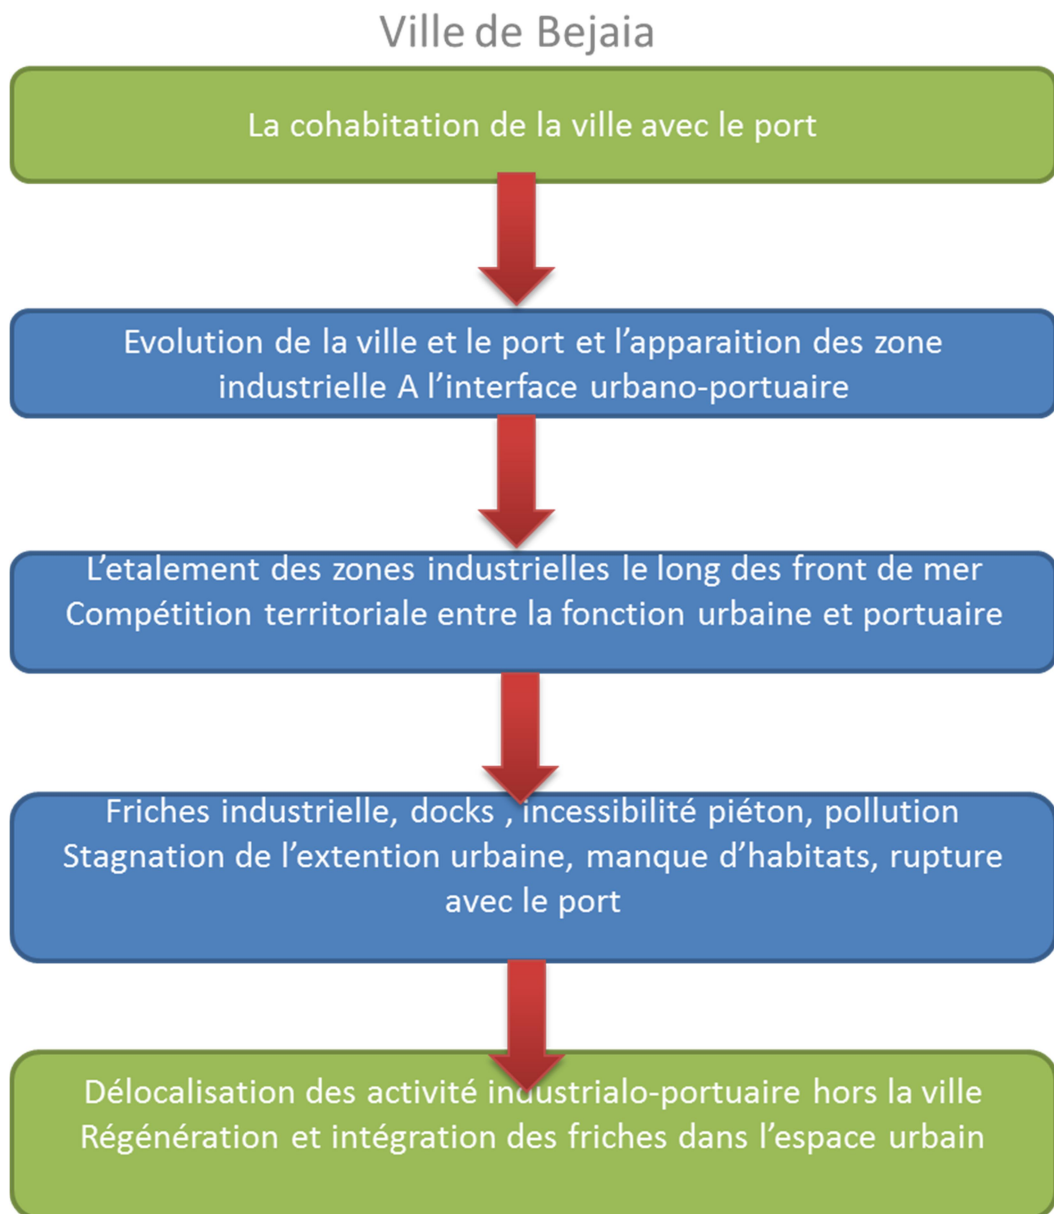 Ville de Bejaia
La cohabitation de la ville avec le port
Evolution de la ville et le port et l’apparaition des zone
industrielle A l’interface urbano-portuaire
L’etalement des zones industrielles le long des front de mer
Compétition territoriale entre la fonction urbaine et portuaire
Friches industrielle, docks , incessibilité piéton, pollution
Stagnation de l’extention urbaine, manque d’habitats, rupture
avec le port
Délocalisation des activité industrialo-portuaire hors la ville
Régénération et intégration des friches dans l’espace urbain